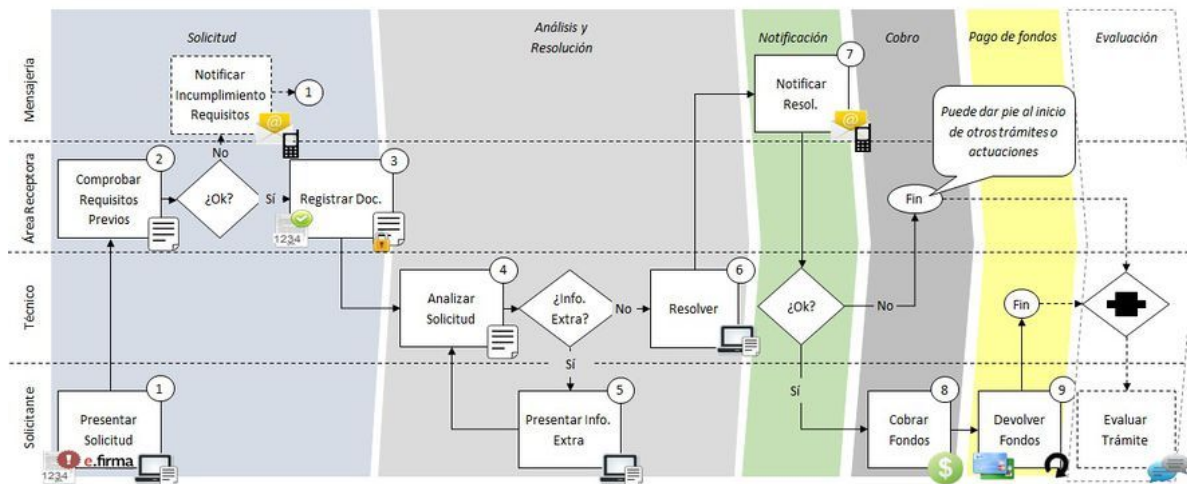 Solicitud
Análisis y
Resolución
Notificación
Cobro
Pago de fondos
Evaluación
Mensajería
Notificar
Incumplimiento
Requisitos
1
@
7
Notificar
Resol.
@
Puede dar pie al inicio
de otros trámites o
actuaciones
No
Área Receptora
2
Comprobar
Requisitos
Previos
¿Ok?
Sí
3
Registrar Doc.
1234
Fin
Técnico
4
Analizar
Solicitud
¿Info.
Extra?
No
6
Resolver
¿Ok?
No
Fin
Sí
Sí
Solicitante
1
Presentar
Solicitud
1234
e.firma
5
Presentar Info.
Extra
8
Cobrar
Fondos
$
9
Devolver
Fondos
Evaluar
Trámite